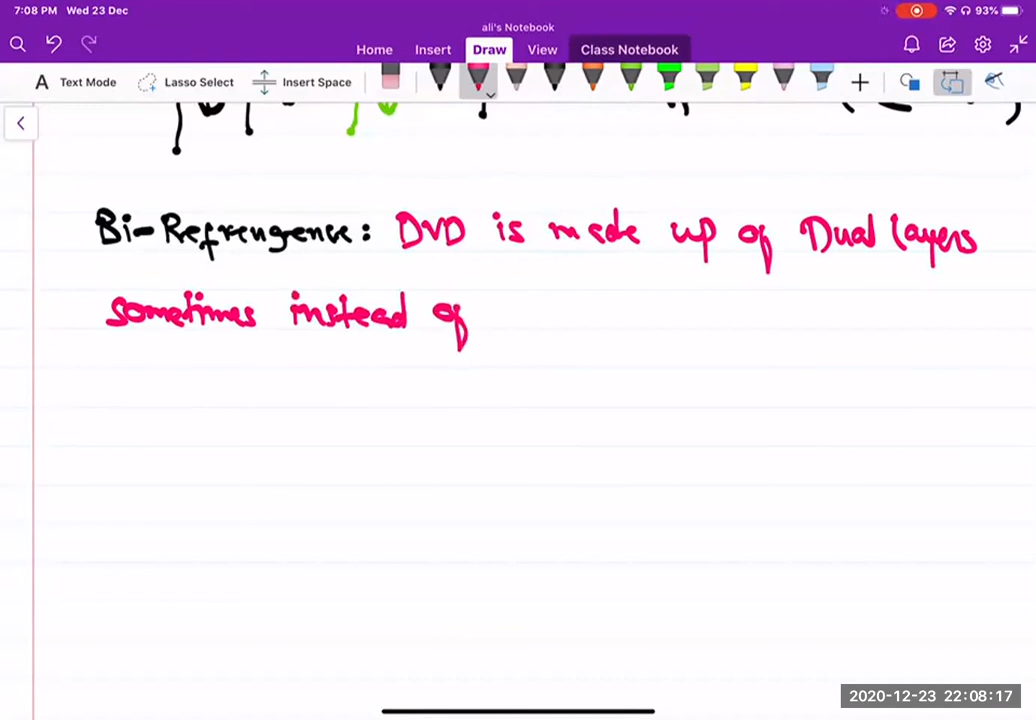 7:08 PM Wed 23 Dec
93%
ali's Notebook
Home Insert Draw View Class Notebook
A Text Mode Lasso Select Insert Space
Bi-Refrengence: DVD is made up of Dual layers
sometimes instead of
2020-12-23 22:08:17